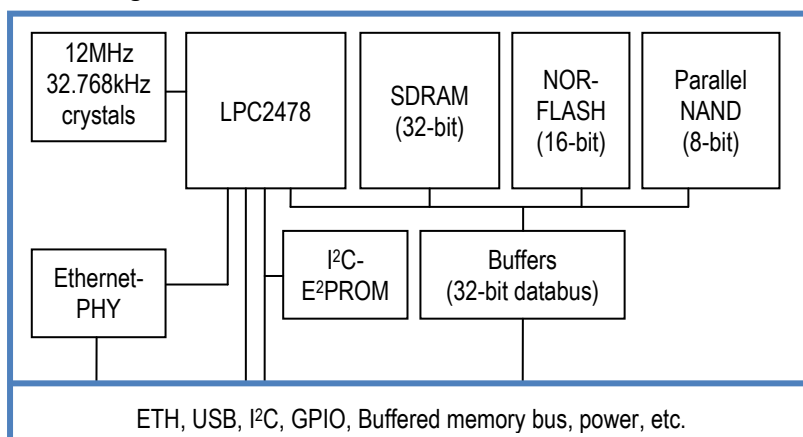 12MHz
32.768kHz
crystals
LPC2478
SDRAM
(32-bit)
NOR-
FLASH
(16-bit)
Parallel
NAND
(8-bit)
Ethernet-
PHY
I²C-
E²PROM
Buffers
(32-bit databus)
ETH, USB, I²C, GPIO, Buffered memory bus, power, etc.